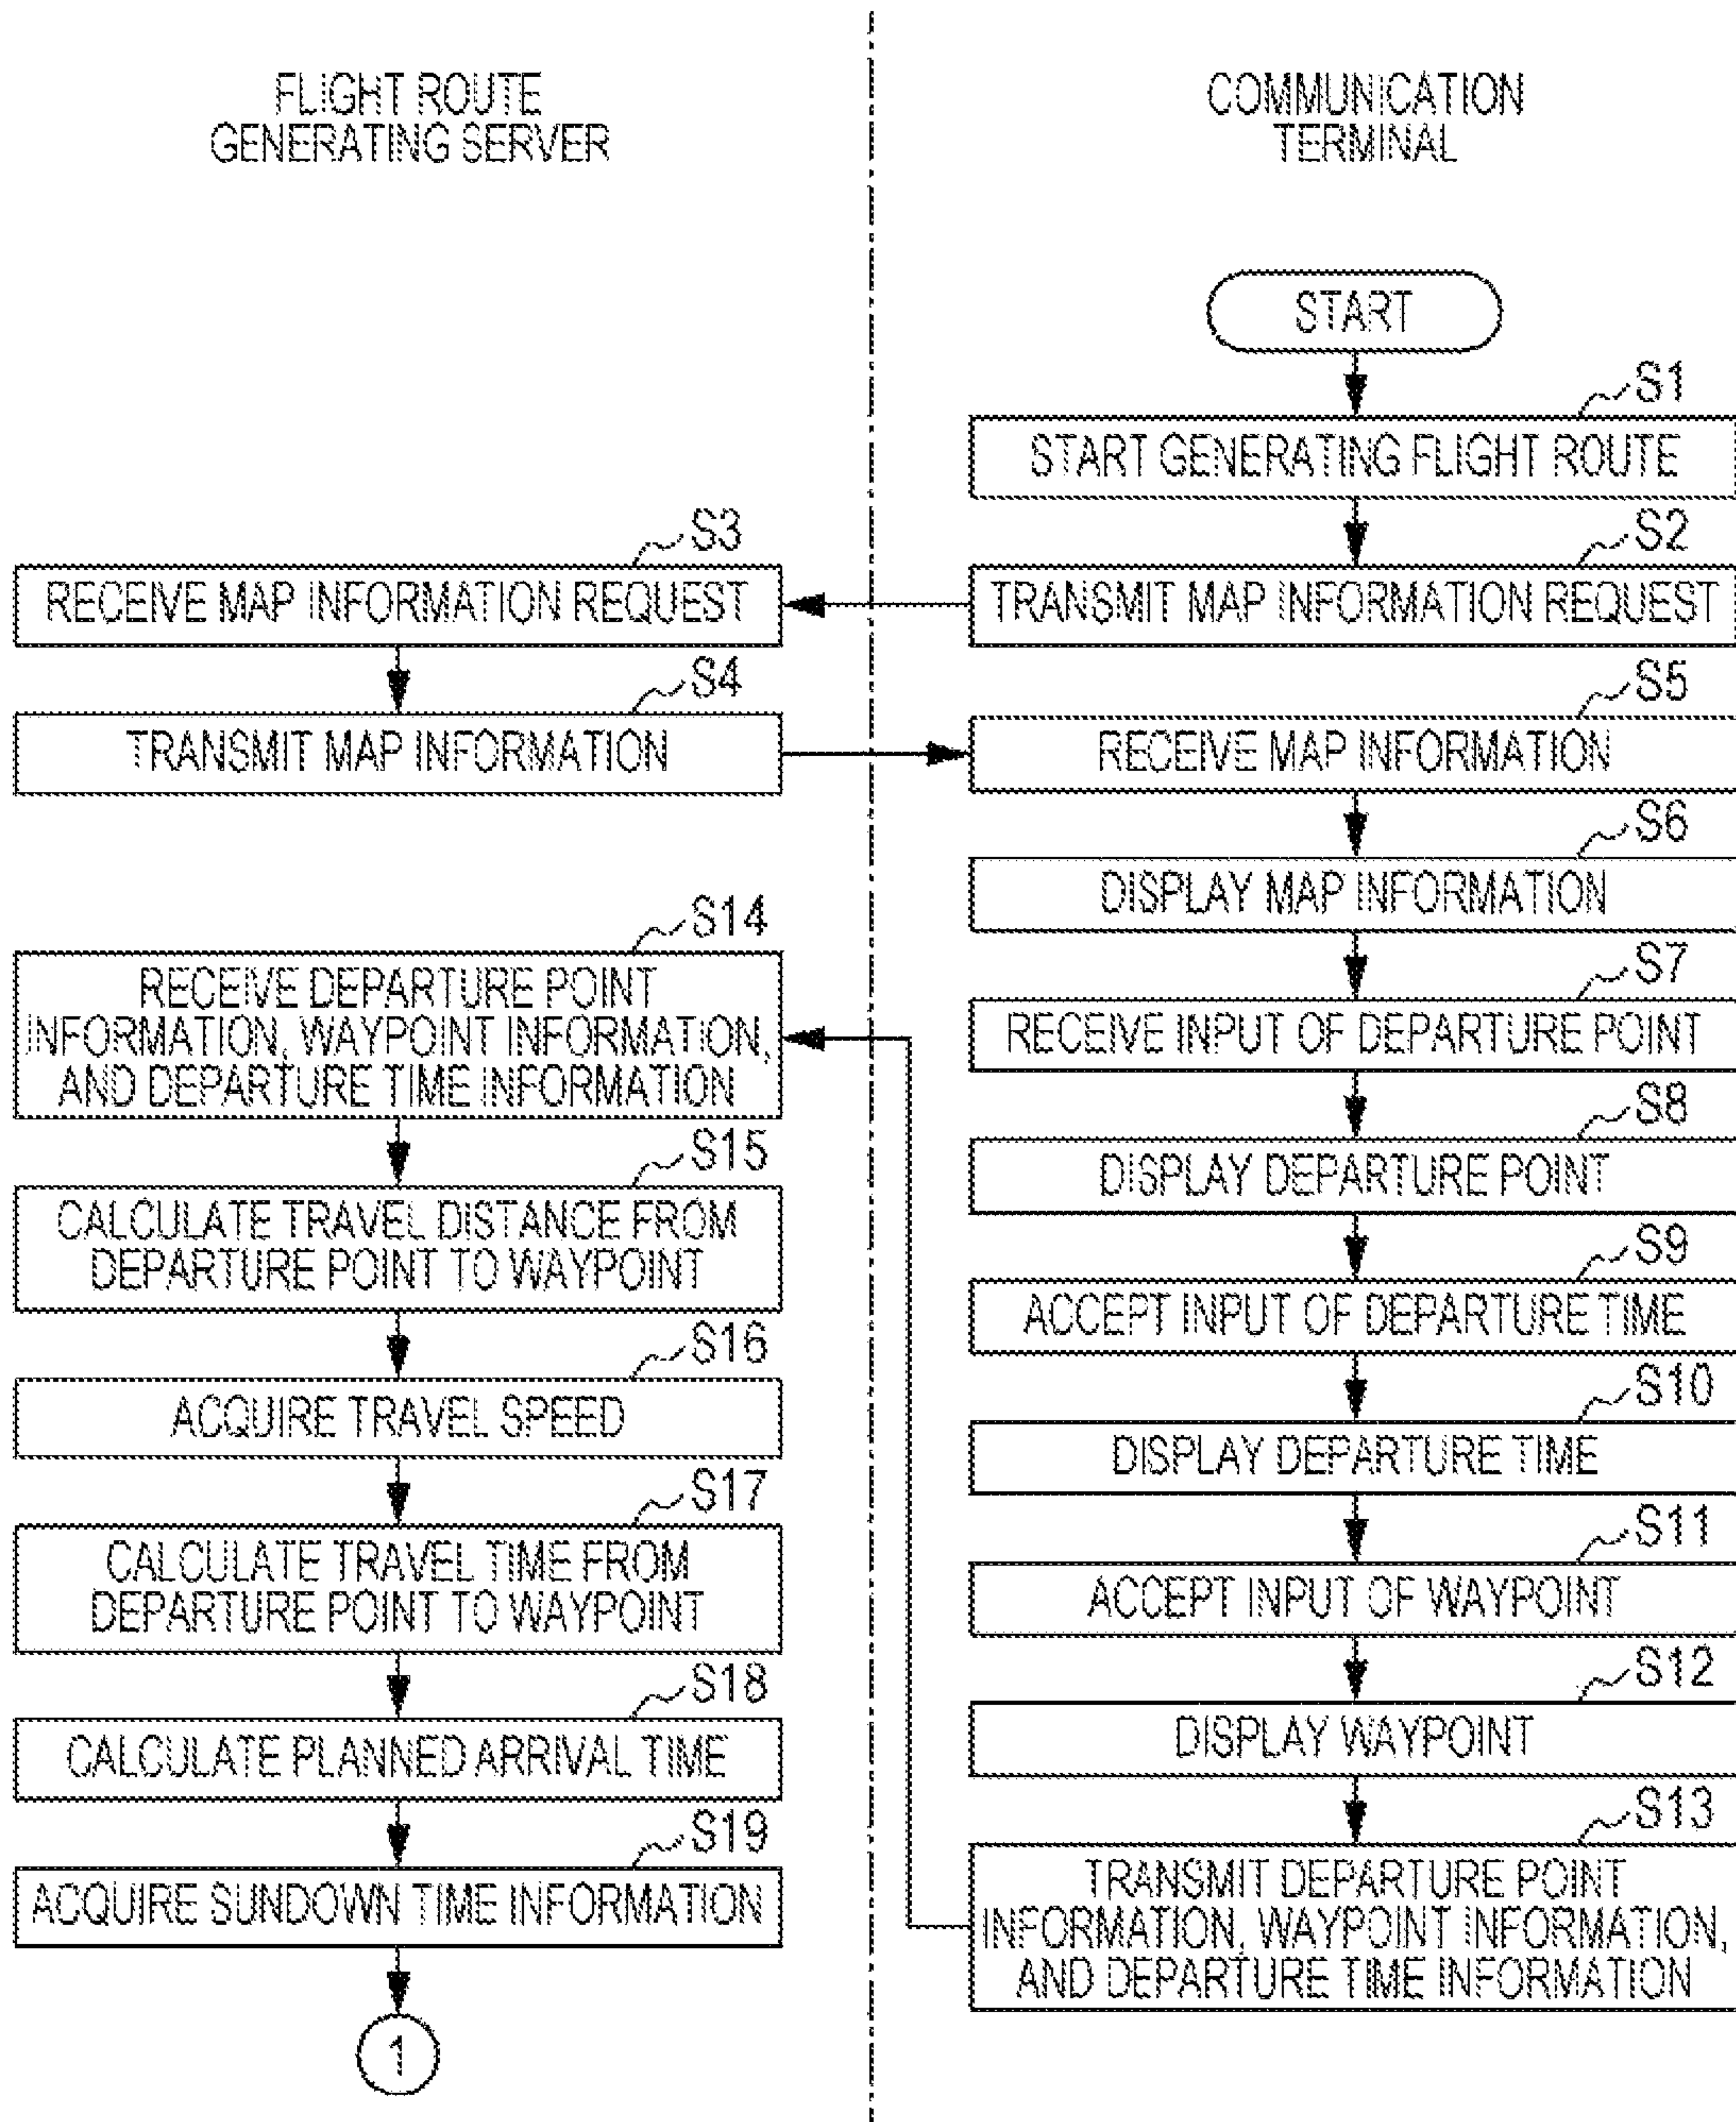 FLIGHT ROUTE
GENERATING SERVER
COMMUNICATION
TERMINAL
START
S1
START GENERATING FLIGHT ROUTE
S2
TRANSMIT MAP INFORMATION REQUEST
S3
RECEIVE MAP INFORMATION REQUEST
S4
TRANSMIT MAP INFORMATION
S5
RECEIVE MAP INFORMATION
S6
DISPLAY MAP INFORMATION
S7
RECEIVE INPUT OF DEPARTURE POINT
S8
DISPLAY DEPARTURE POINT
S9
ACCEPT INPUT OF DEPARTURE TIME
S10
DISPLAY DEPARTURE TIME
S11
ACCEPT INPUT OF WAYPOINT
S12
DISPLAY WAYPOINT
S13
TRANSMIT DEPARTURE POINT
INFORMATION, WAYPOINT INFORMATION,
AND DEPARTURE TIME INFORMATION
S14
RECEIVE DEPARTURE POINT
INFORMATION, WAYPOINT INFORMATION,
AND DEPARTURE TIME INFORMATION
S15
CALCULATE TRAVEL DISTANCE FROM
DEPARTURE POINT TO WAYPOINT
S16
ACQUIRE TRAVEL SPEED
S17
CALCULATE TRAVEL TIME FROM
DEPARTURE POINT TO WAYPOINT
S18
CALCULATE PLANNED ARRIVAL TIME
S19
ACQUIRE SUNDOWN TIME INFORMATION
1